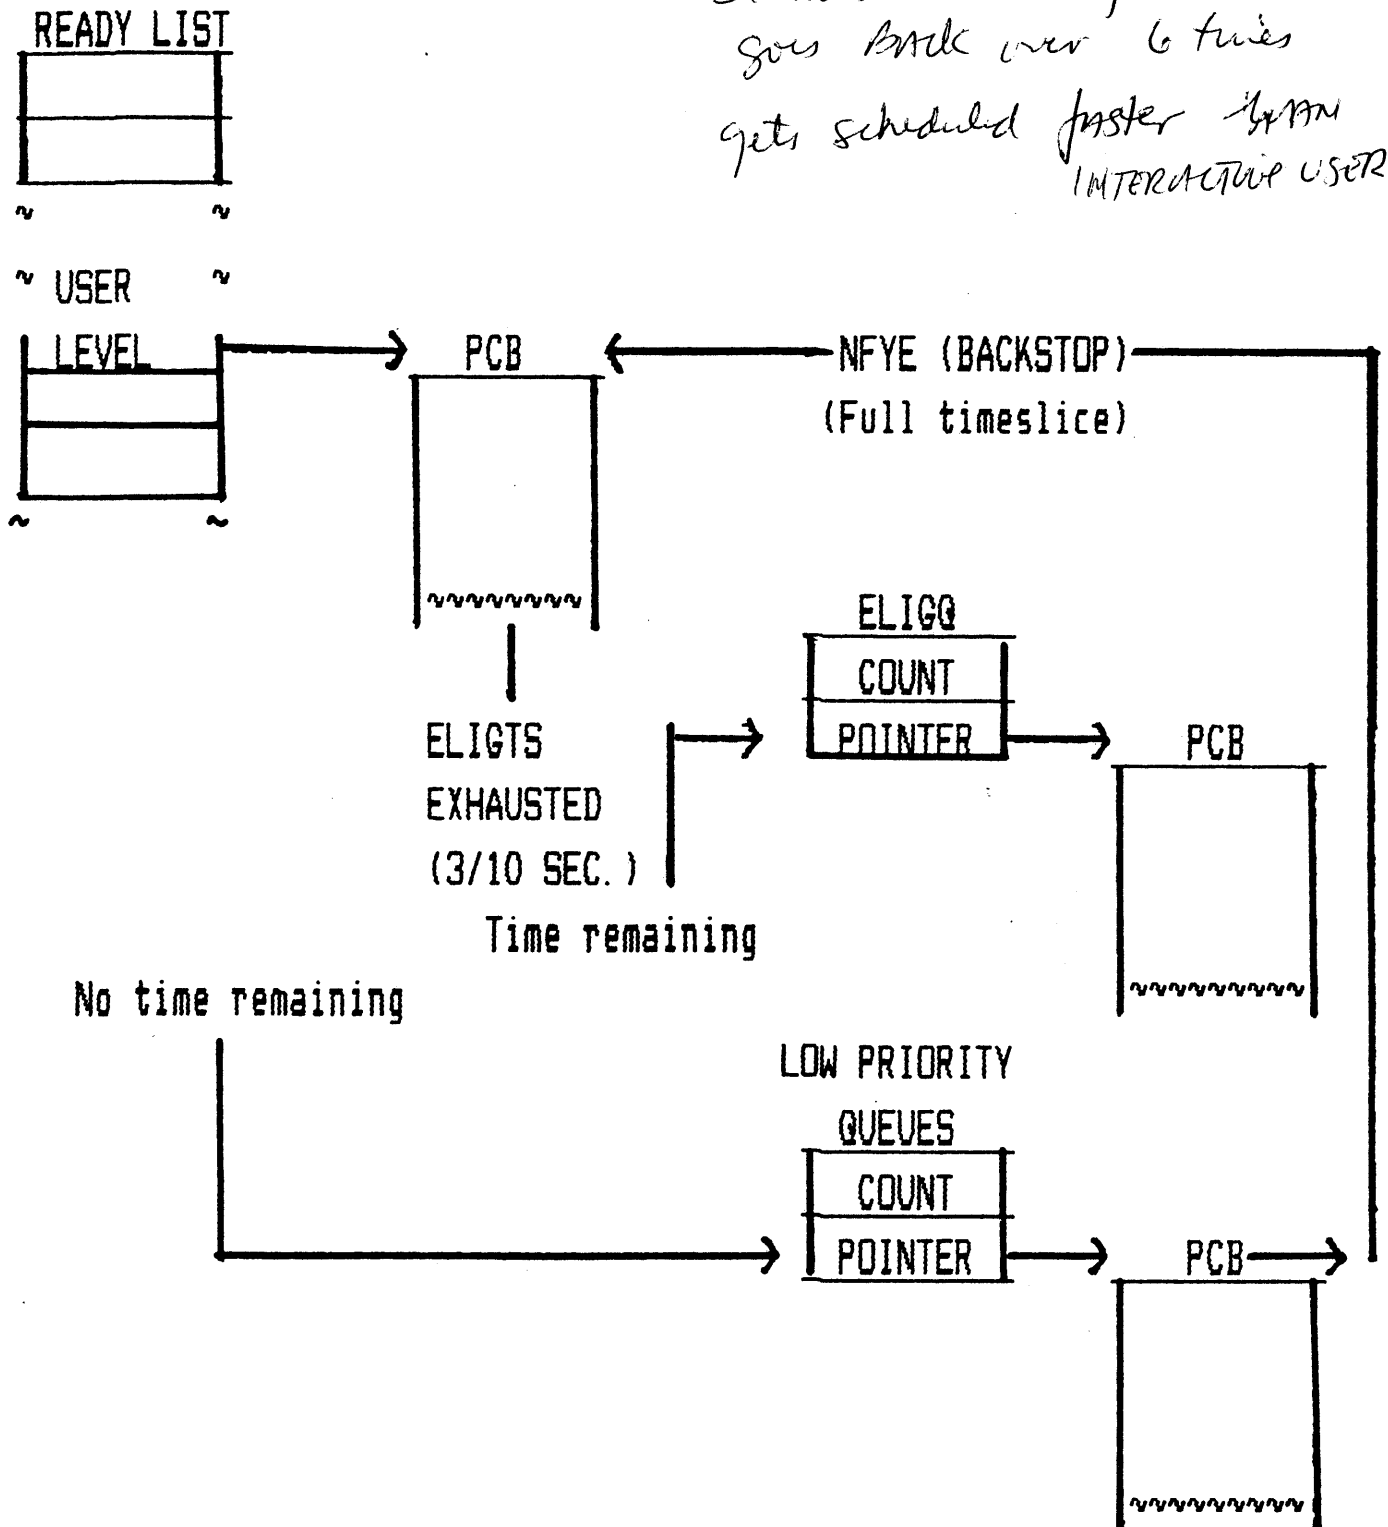 READY LIST
goes BACK over 6 times
gets scheduled faster than
INTERACTIVE USER
USER
LEVEL
PCB
NFYE (BACKSTOP)
(Full timeslice)
ELIGQ
COUNT
POINTER
PCB
ELIGTS
EXHAUSTED
(3/10 SEC.)
Time remaining
No time remaining
LOW PRIORITY
QUEUES
COUNT
POINTER
PCB